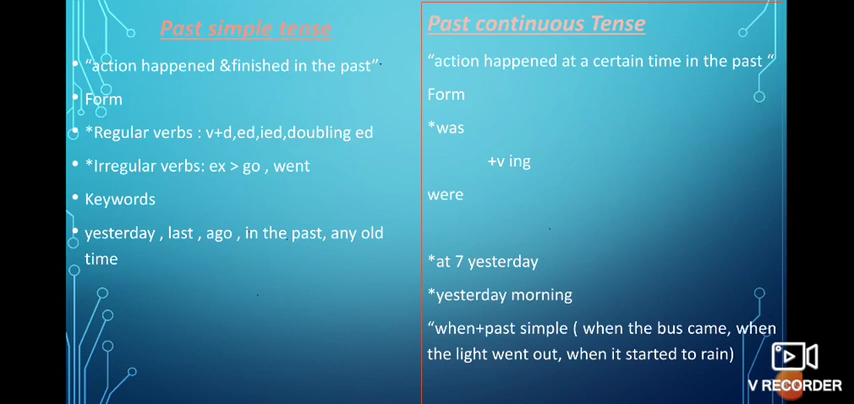 Past simple tense
• “action happened &finished in the past”
• Form
• *Regular verbs : v+d,ed,ied,doubling ed
• *Irregular verbs: ex > go , went
• Keywords
• yesterday , last , ago , in the past, any old
time
Past continuous Tense
“action happened at a certain time in the past “
Form
*was
+v ing
were
*at 7 yesterday
*yesterday morning
“when+past simple ( when the bus came, when
the light went out, when it started to rain)
V RECORDER